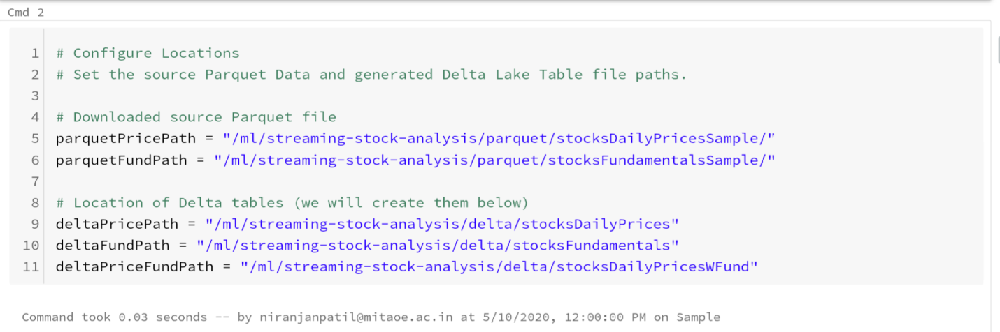 Cmd 2
1 # Configure Locations
2 # Set the source Parquet Data and generated Delta Lake Table file paths.
3
4 # Downloaded source Parquet file
5 parquetPricePath = "/ml/streaming-stock-analysis/parquet/stocksDailyPricesSample/"
6 parquetFundPath = "/ml/streaming-stock-analysis/parquet/stocksFundamentalsSample/"
7
8 # Location of Delta tables (we will create them below)
9 deltaPricePath = "/ml/streaming-stock-analysis/delta/stocksDailyPrices"
10 deltaFundPath = "/ml/streaming-stock-analysis/delta/stocksFundamentals"
11 deltaPriceFundPath = "/ml/streaming-stock-analysis/delta/stocksDailyPricesWFund"
Command took 0.03 seconds -- by niranjanpatil@mitaoe.ac.in at 5/10/2020, 12:00:00 PM on Sample